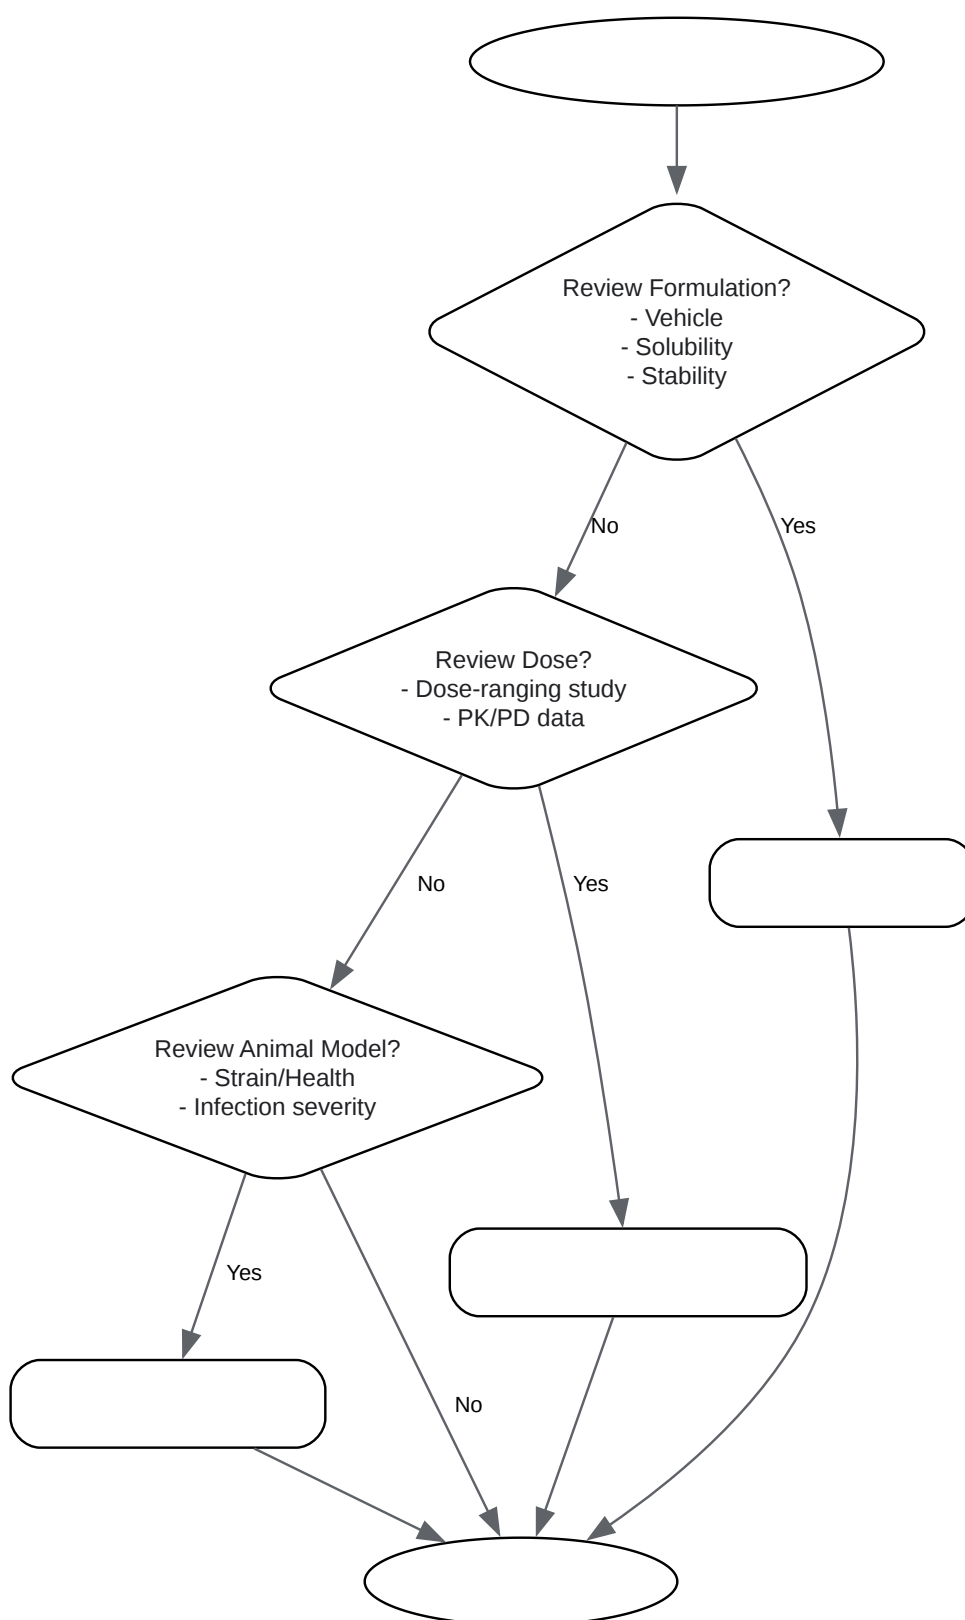 Review Formulation?
- Vehicle
- Solubility
- Stability
No
Yes
Review Dose?
- Dose-ranging study
- PK/PD data
No
Yes
Review Animal Model?
- Strain/Health
- Infection severity
Yes
No